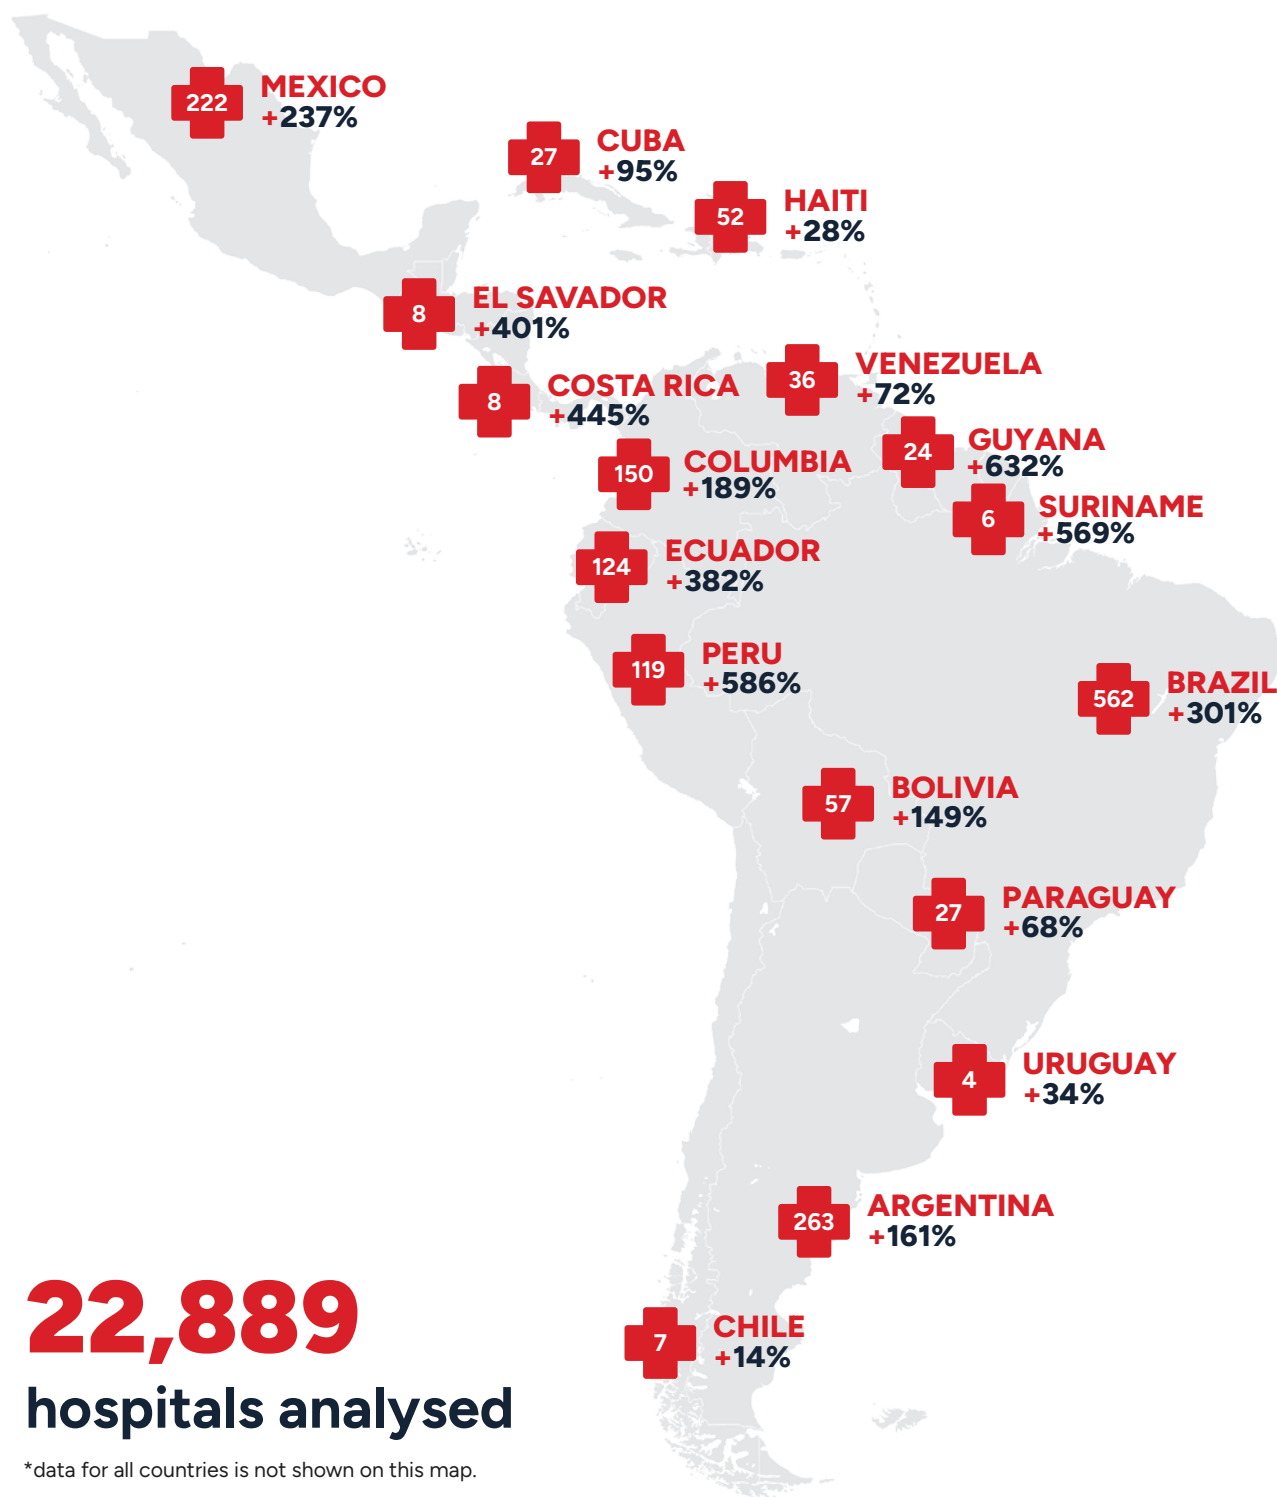 222
MEXICO
+237%
27
CUBA
+95%
52
HAITI
+28%
8
EL SAVADOR
+401%
36
VENEZUELA
+72%
8
COSTA RICA
+445%
24
GUYANA
+632%
150
COLUMBIA
+189%
6
SURINAME
+569%
124
ECUADOR
+382%
119
PERU
+586%
562
BRAZIL
+301%
57
BOLIVIA
+149%
27
PARAGUAY
+68%
4
URUGUAY
+34%
263
ARGENTINA
+161%
7
CHILE
+14%
22,889
hospitals analysed
*data for all countries is not shown on this map.